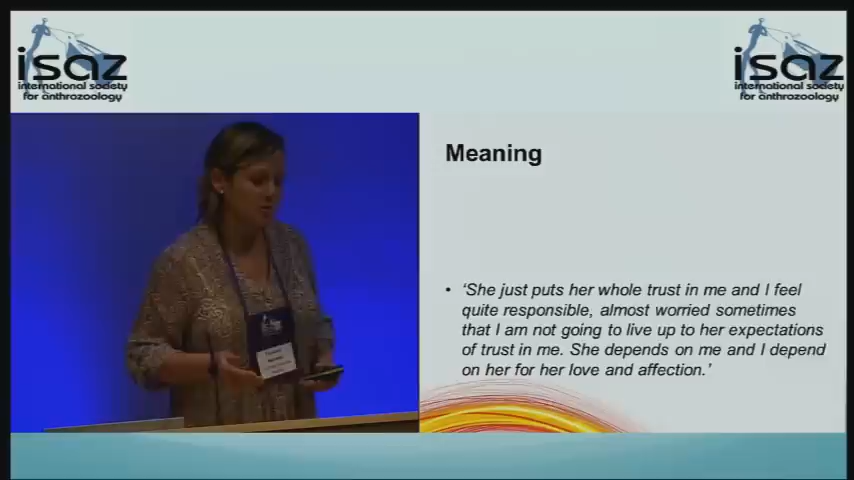 isaz
international society
for anthrozoology
isaz
international society
for anthrozoology
Meaning
• ‘She just puts her whole trust in me and I feel
quite responsible, almost worried sometimes
that I am not going to live up to her expectations
of trust in me. She depends on me and I depend
on her for her love and affection.’